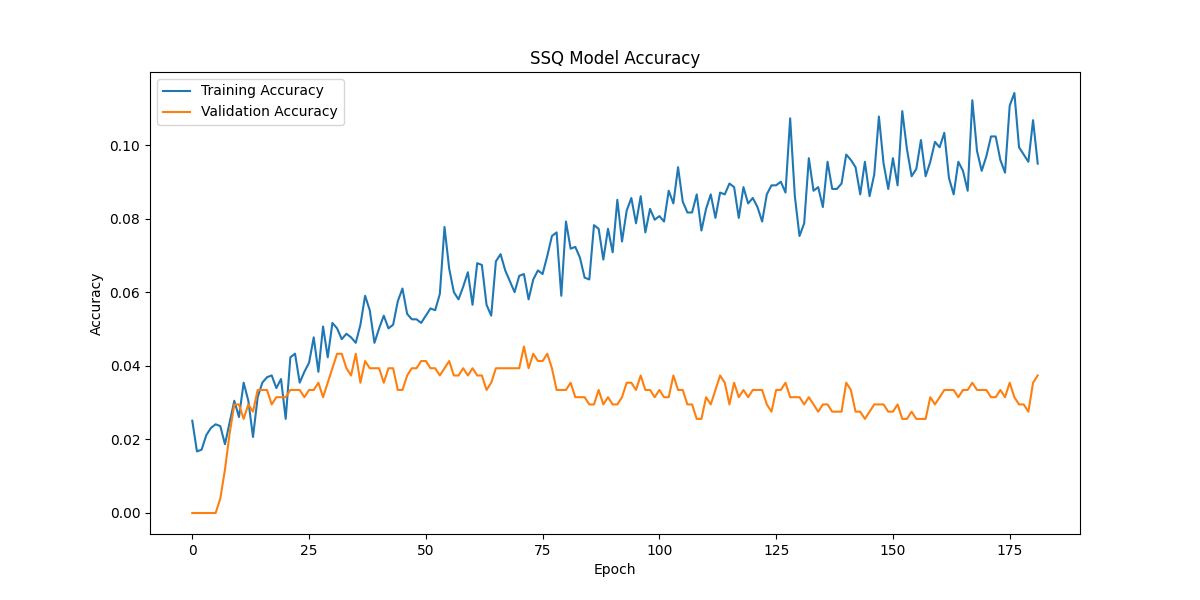 SSQ Model Accuracy
Training Accuracy
Validation Accuracy
Accuracy
0.10
0.08
0.06
0.04
0.02
0.00
0 25 50 75 100 125 150 175
Epoch